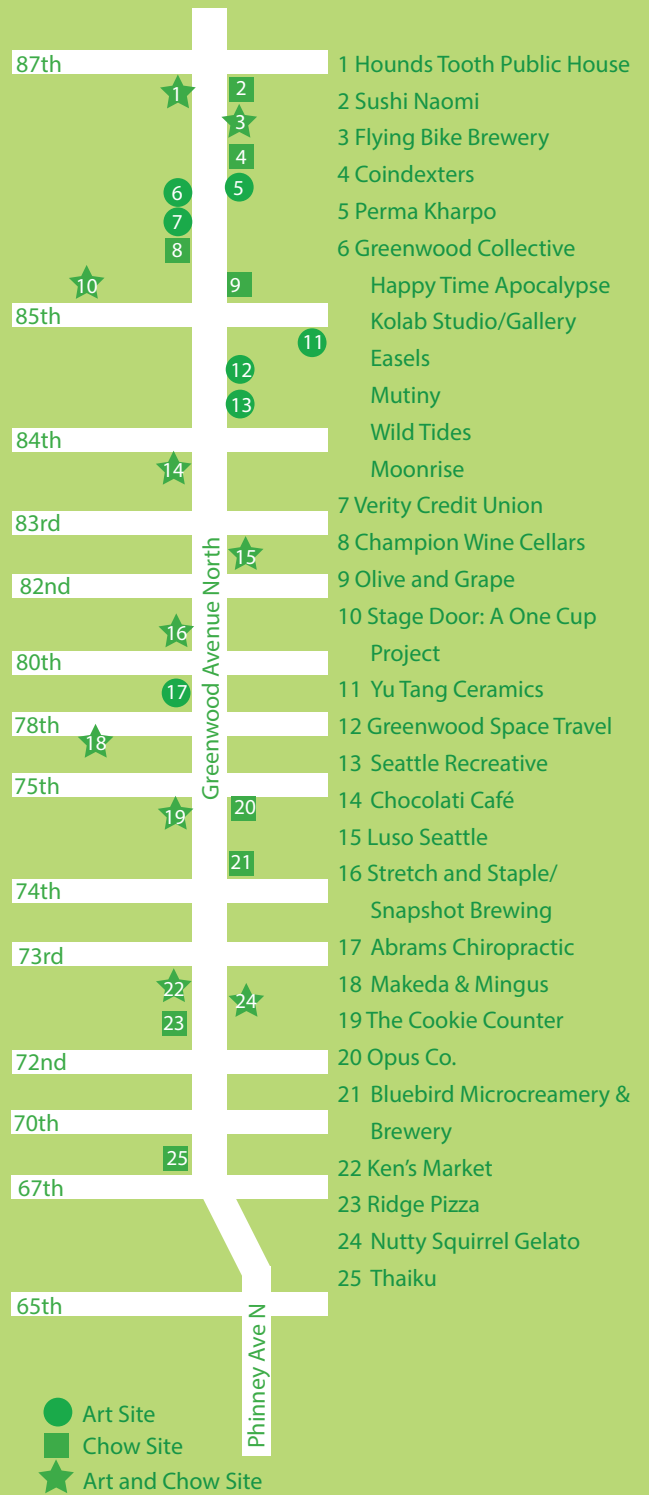 87th
1
2
3
4
5
6
7
8
9
10
85th
11
12
13
84th
14
83rd
15
82nd
16
80th
17
78th
18
75th
19
20
21
74th
73rd
22
24
23
72nd
70th
25
67th
65th
Greenwood Avenue North
Phinney Ave N
1 Hounds Tooth Public House
2 Sushi Naomi
3 Flying Bike Brewery
4 Coindexters
5 Perma Kharpo
6 Greenwood Collective
Happy Time Apocalypse
Kolab Studio/Gallery
Easels
Mutiny
Wild Tides
Moonrise
7 Verity Credit Union
8 Champion Wine Cellars
9 Olive and Grape
10 Stage Door: A One Cup
Project
11 Yu Tang Ceramics
12 Greenwood Space Travel
13 Seattle Recreative
14 Chocolati Café
15 Luso Seattle
16 Stretch and Staple/
Snapshot Brewing
17 Abrams Chiropractic
18 Makeda & Mingus
19 The Cookie Counter
20 Opus Co.
21 Bluebird Microcreamery &
Brewery
22 Ken's Market
23 Ridge Pizza
24 Nutty Squirrel Gelato
25 Thaiku
Art Site
Chow Site
Art and Chow Site